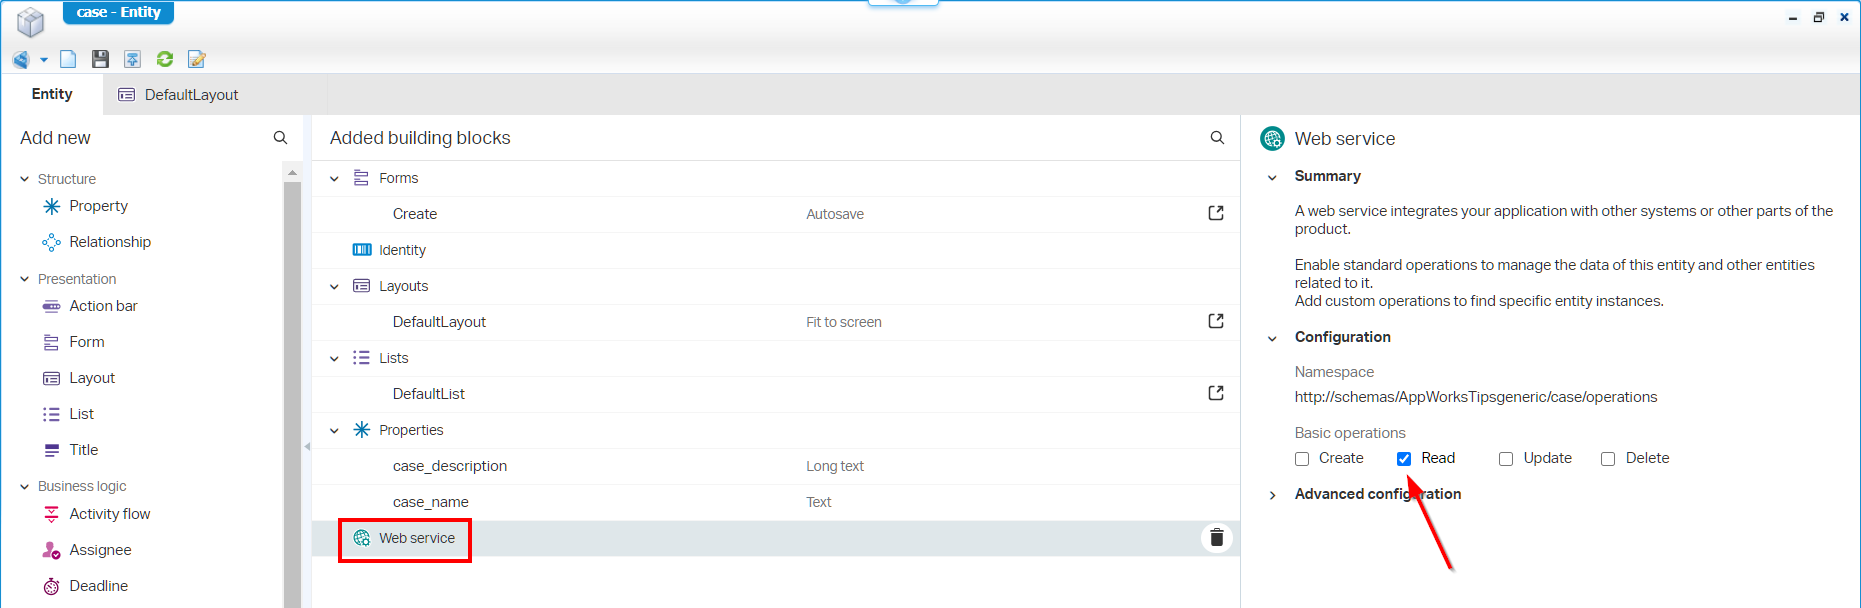 case - Entity
Entity
DefaultLayout
Add new
Structure
Property
Relationship
Presentation
Action bar
Form
Layout
List
Title
Business logic
Activity flow
Assignee
Deadline
Added building blocks
Forms
Create Autosave
Identity
Layouts
DefaultLayout Fit to screen
Lists
DefaultList
Properties
case_description Long text
case_name Text
Web service
Web service
Summary
A web service integrates your application with other systems or other parts of the
product.
Enable standard operations to manage the data of this entity and other entities
related to it.
Add custom operations to find specific entity instances.
Configuration
Namespace
http://schemas/AppWorksTipsgeneric/case/operations
Basic operations
Create Read Update Delete
Advanced configuration